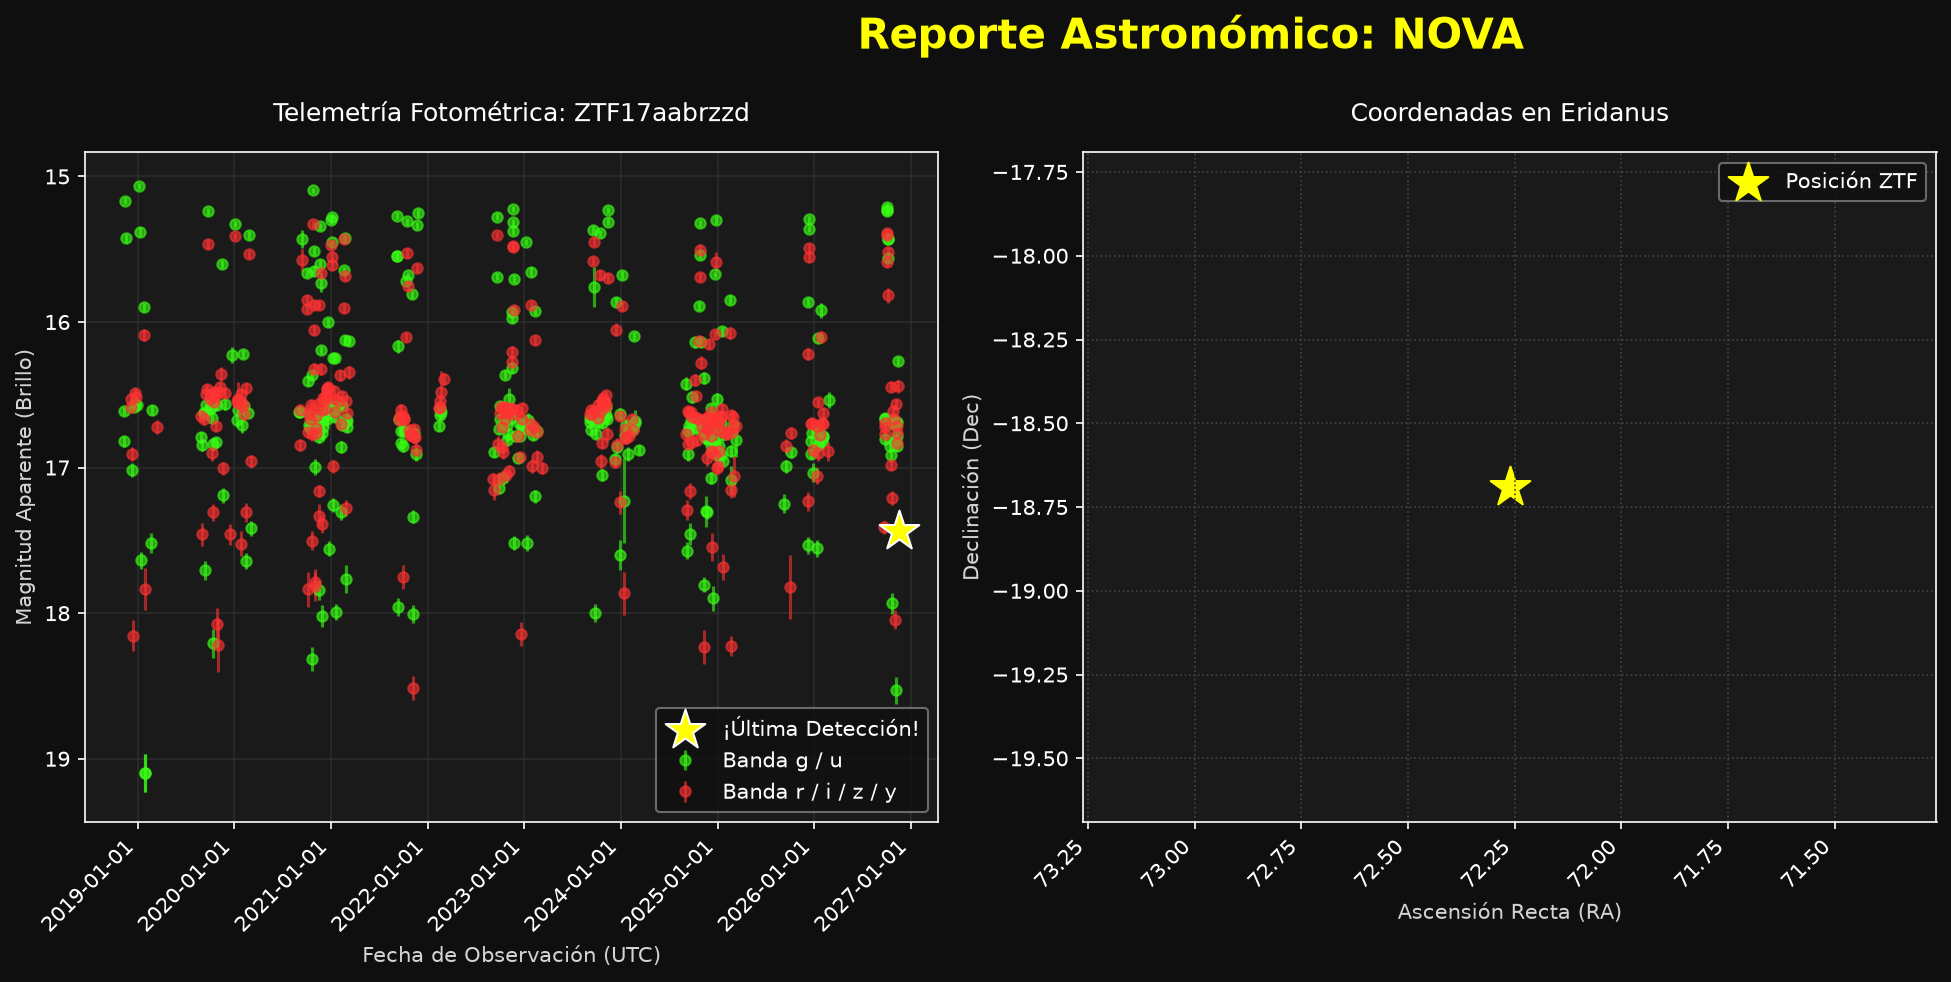 Reporte Astronómico: NOVA
Telemetría Fotométrica: ZTF17aabrzzd
Magnitud Aparente (Brillo)
15
16
17
18
19
¡Última Detección!
Banda g / u
Banda r / i / z / y
2019-01-01
2020-01-01
2021-01-01
2022-01-01
2023-01-01
2024-01-01
2025-01-01
2026-01-01
2027-01-01
Fecha de Observación (UTC)
Coordenadas en Eridanus
Declinación (Dec)
−17.75
−18.00
−18.25
−18.50
−18.75
−19.00
−19.25
−19.50
Posición ZTF
73.25
73.00
72.75
72.50
72.25
72.00
71.75
71.50
Ascensión Recta (RA)